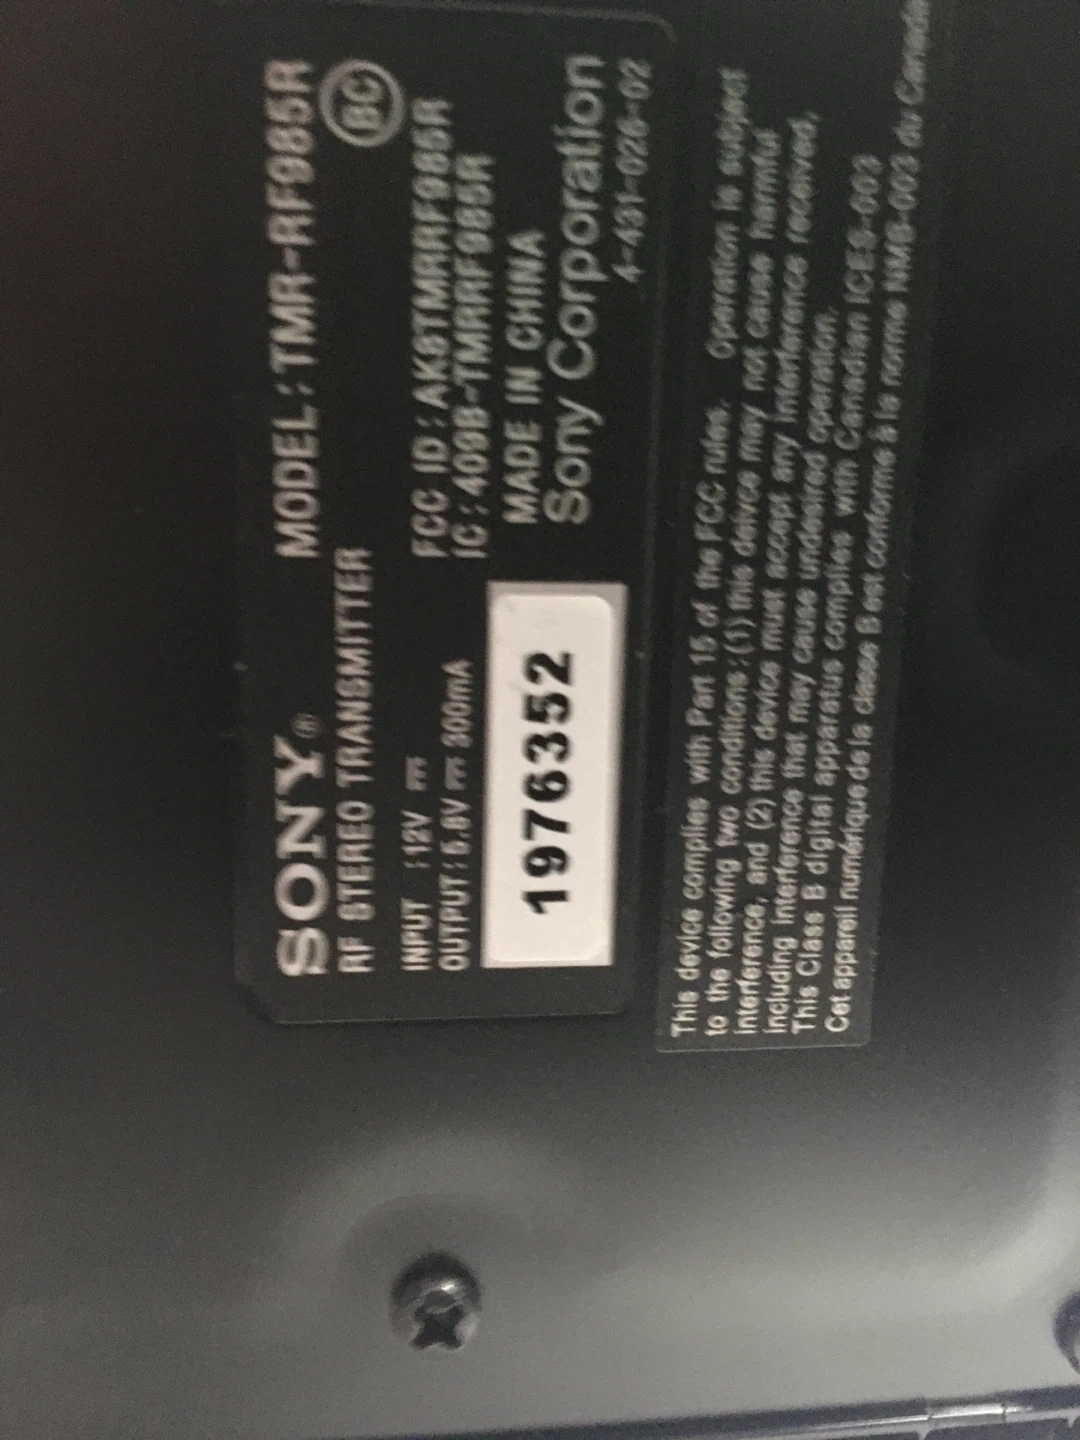 SONY®
MODEL : TMR-RF985R
RF STEREO TRANSMITTER
BC
INPUT : 12V
OUTPUT : 5.8V 300mA
FCC ID : AK8TMRRF985R
IC : 409B-TMRRF985R
1976352
MADE IN CHINA
Sony Corporation
4-431-026-02
This device complies with Part 15 of the FCC rules. Operation is subject
to the following two conditions : (1) this device may not cause harmful
interference, and (2) this device must accept any interference received,
including interference that may cause undesired operation.
This Class B digital apparatus complies with Canadian ICES-003
Cet appareil numérique de la classe B est conforme à la norme NMB-003 du Canada